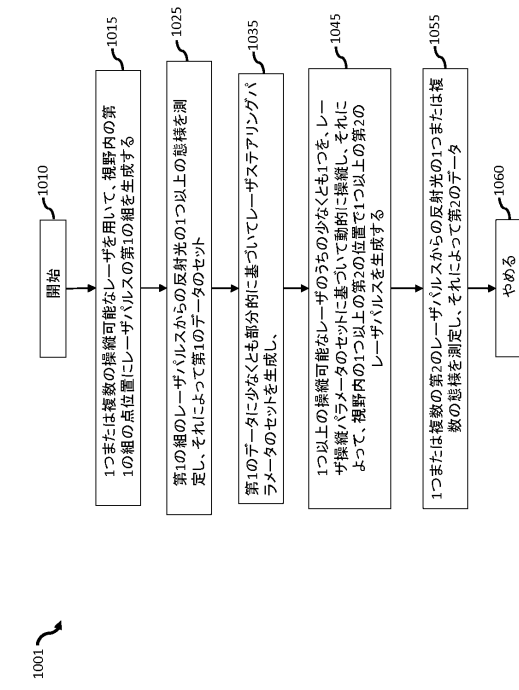 1001
1010
開始
1015
1つまたは複数の操縦可能なレーザを用いて、視野内の第
1の組の点位置にレーザパルスの第1の組を生成する
1025
第1の組のレーザパルスからの反射光の1つ以上の態様を測
定し、それによって第1のデータのセット
1035
第1のデータに少なくとも部分的に基づいてレーザステアリングパ
ラメータのセットを生成し、
1045
1つ以上の操縦可能なレーザのうちの少なくとも1つを、レー
ザ操縦パラメータのセットに基づいて動的に操縦し、それに
よって、視野内の1つ以上の第2の位置で1つ以上の第2の
レーザパルスを生成する
1055
1つまたは複数の第2のレーザパルスからの反射光の1つまたは複
数の態様を測定し、それによって第2のデータ
1060
やめる